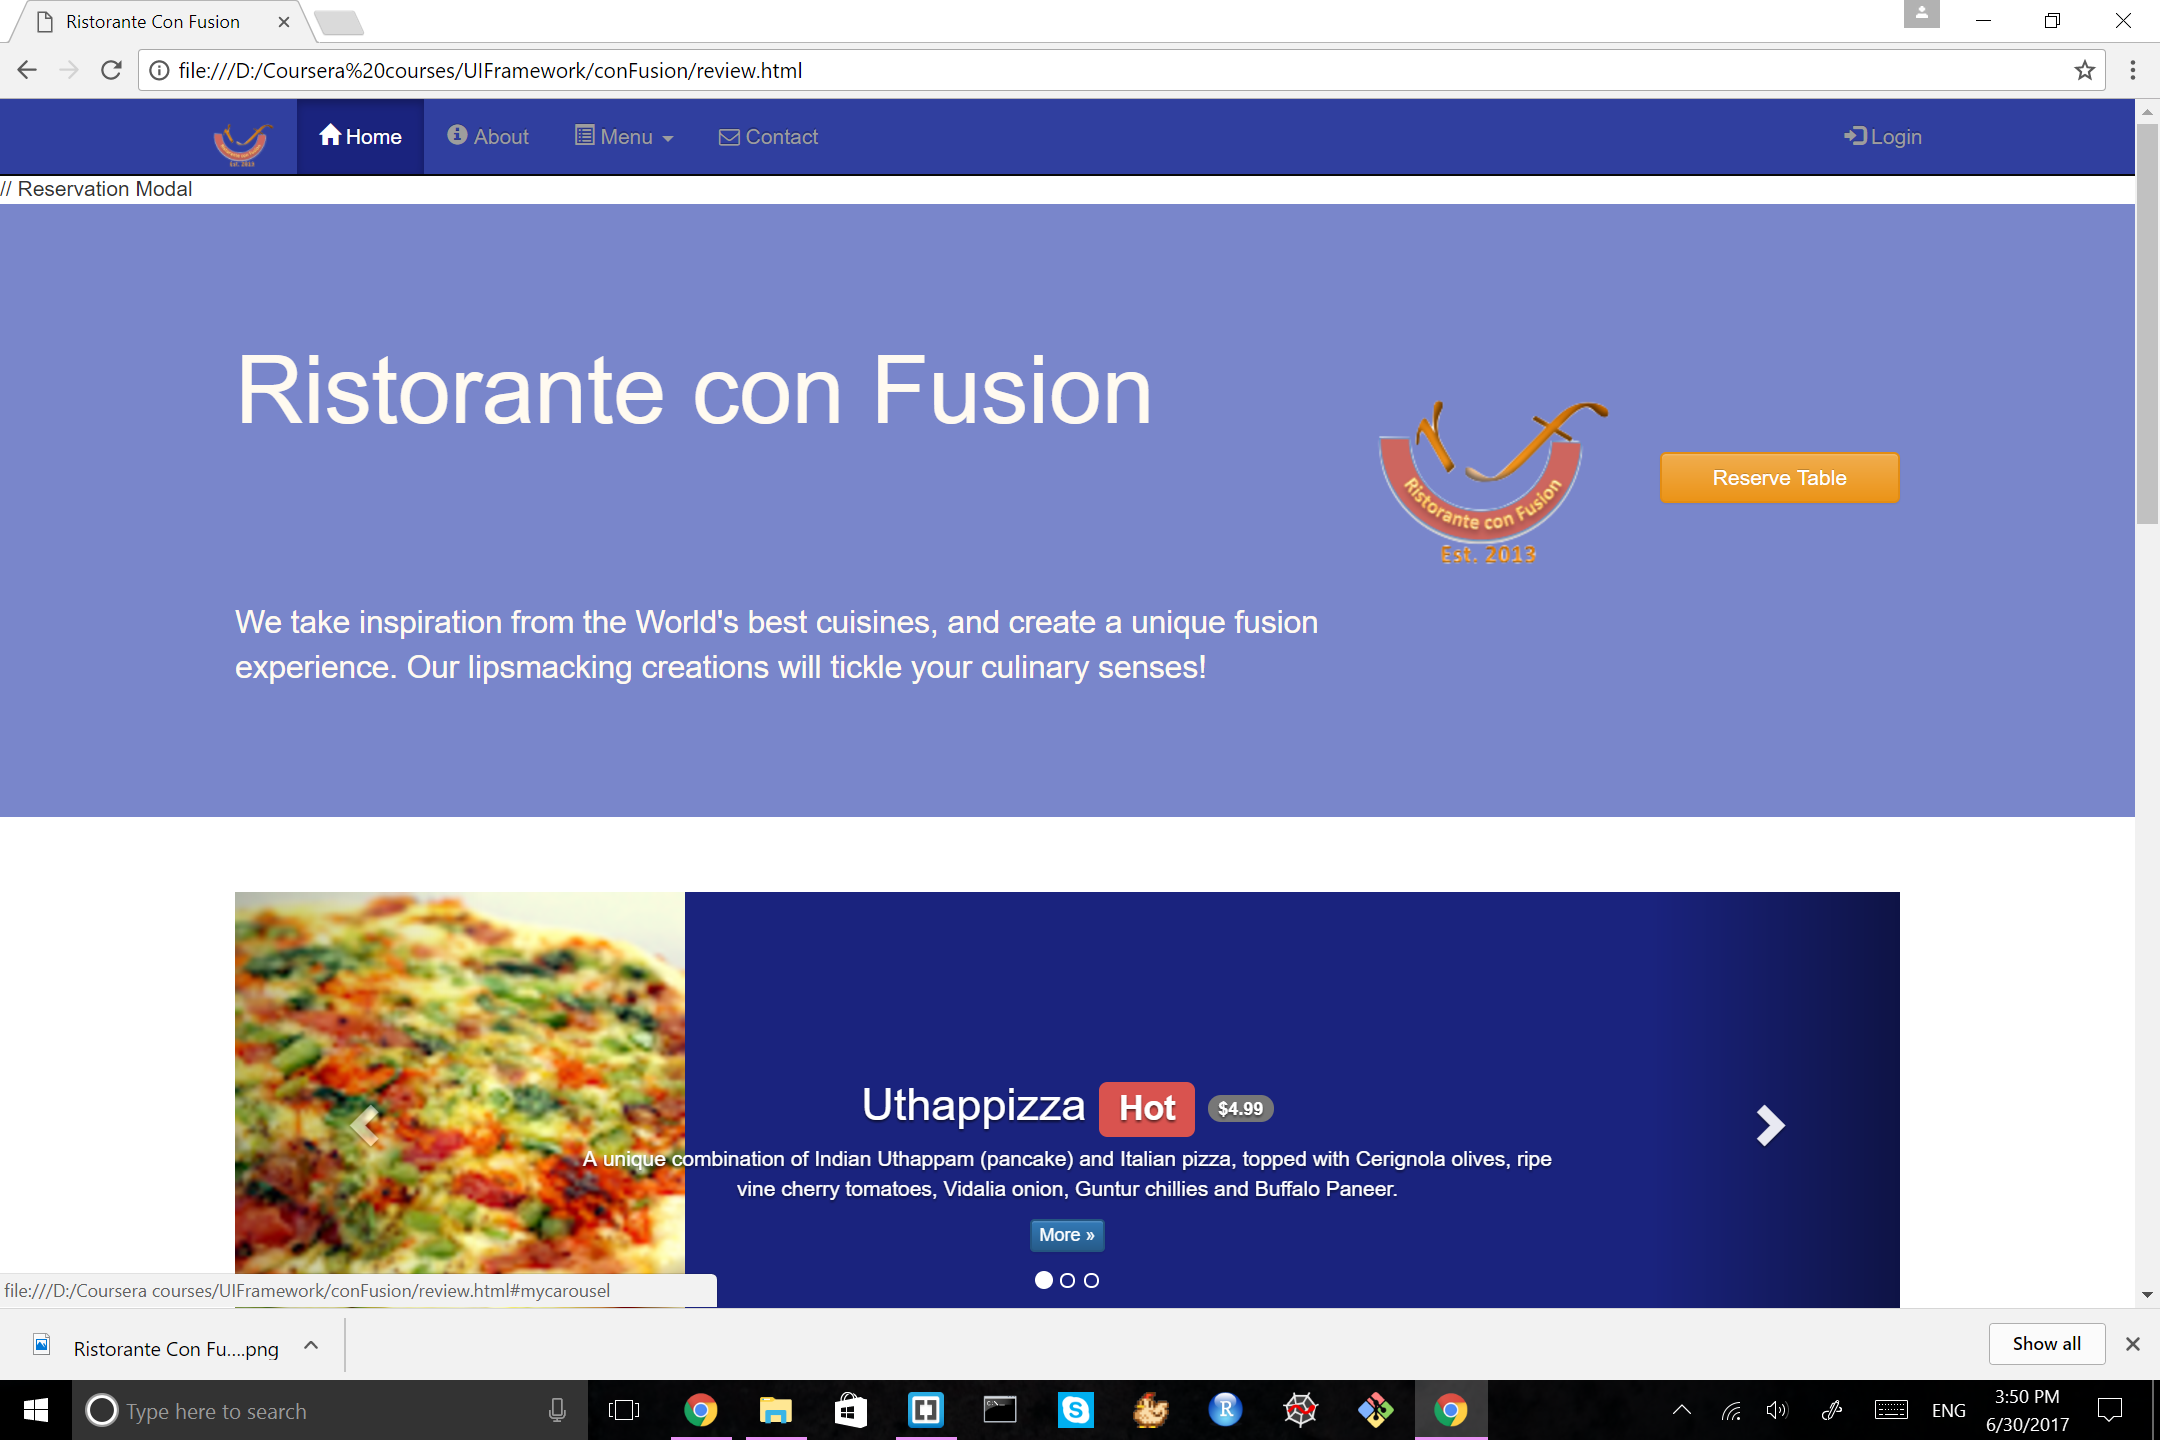 Ristorante Con Fusion
file:///D:/Coursera%20courses/UIFramework/conFusion/review.html
Home
About
Menu
Contact
Login
// Reservation Modal
Ristorante con Fusion
Ristorante con Fusion
Est. 2013
Reserve Table
We take inspiration from the World's best cuisines, and create a unique fusion
experience. Our lipsmacking creations will tickle your culinary senses!
Uthappizza Hot $4.99
A unique combination of Indian Uthappam (pancake) and Italian pizza, topped with Cerignola olives, ripe
vine cherry tomatoes, Vidalia onion, Guntur chillies and Buffalo Paneer.
More »
file:///D:/Coursera courses/UIFramework/conFusion/review.html#mycarousel
Ristorante Con Fu....png
Show all
Type here to search
ENG
3:50 PM
6/30/2017